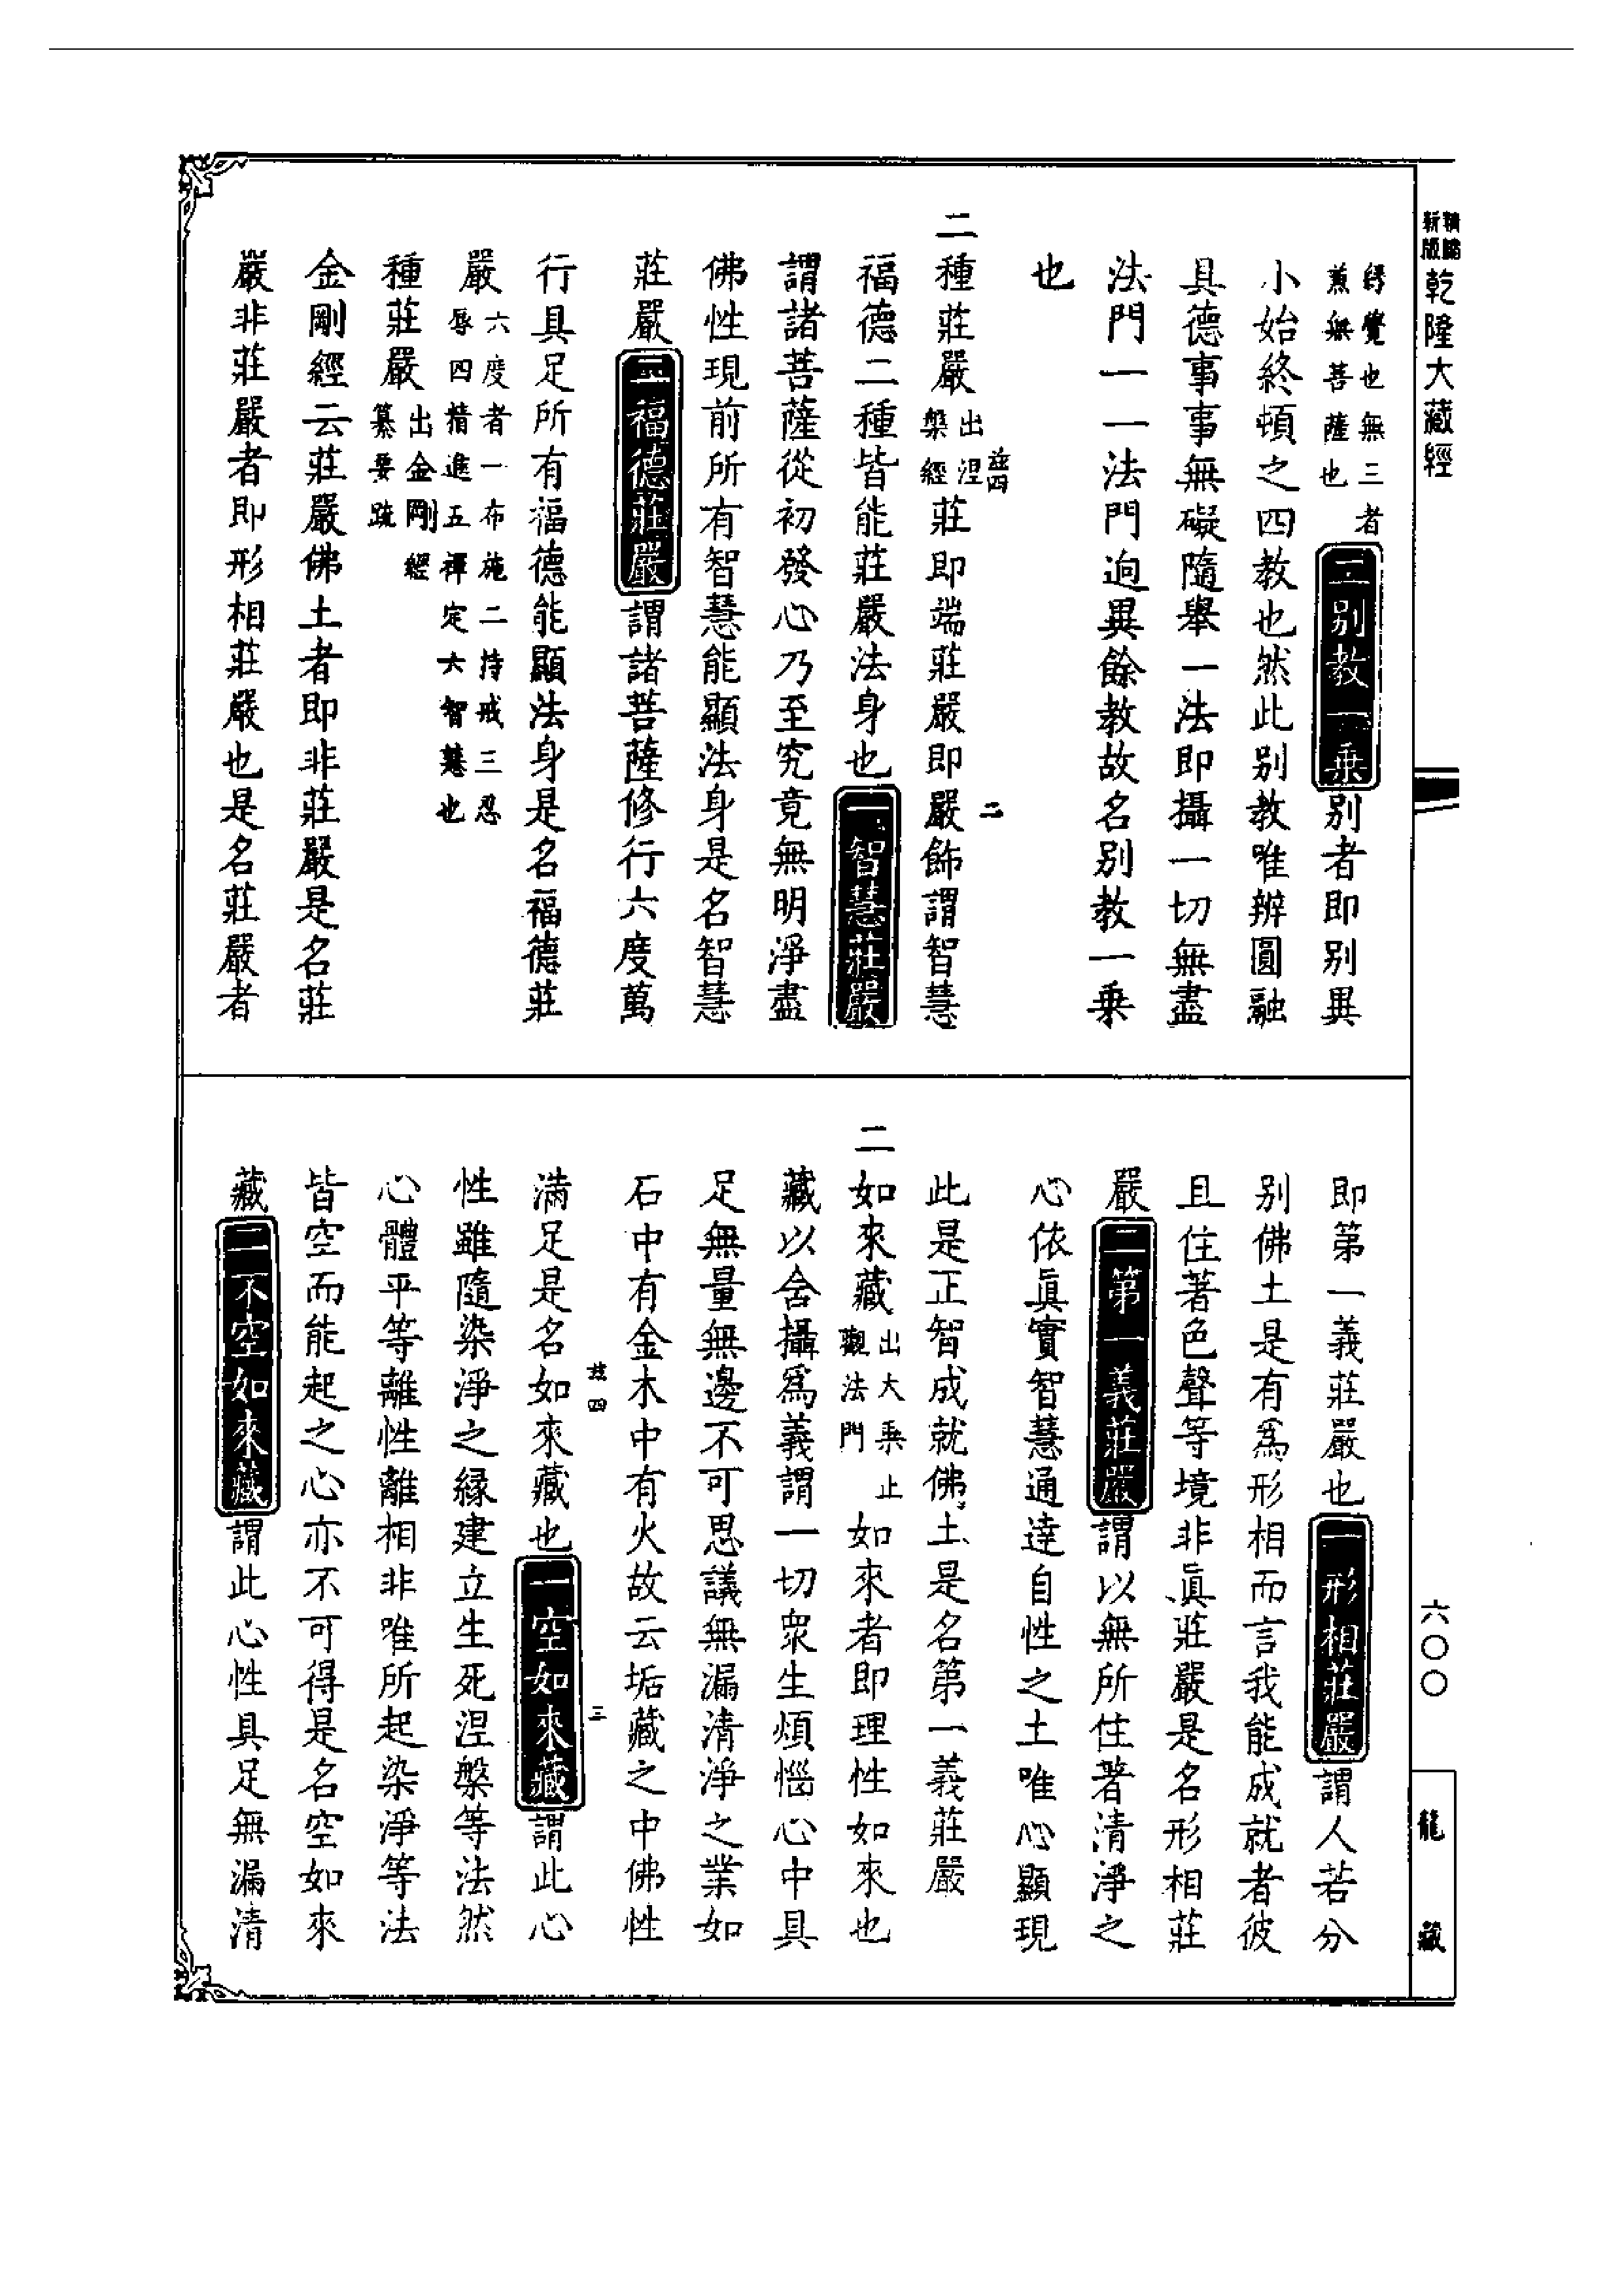 乾隆大藏經
緣覺也無三者
兼無菩薩也
二別教一乘
別者即別異
小始終頓之四教也然此別教唯辨圓融
具德事事無礙隨舉一法即攝一切無盡
法門一一法門迥異餘教故名別教一乘
也
二種莊嚴
出涅
槃經
莊即端莊嚴即嚴飾謂智慧
茲四
二
福德二種皆能莊嚴法身也
一智慧莊嚴
謂諸菩薩從初發心乃至究竟無明淨盡
佛性現前所有智慧能顯法身是名智慧
莊嚴
二福德莊嚴
謂諸菩薩修行六度萬
行具足所有福德能顯法身是名福德莊
嚴
六度者一布施二持戒三忍
辱四精進五禪定六智慧也
種莊嚴
出金剛經
纂要疏
金剛經云莊嚴佛土者即非莊嚴是名莊
嚴非莊嚴者即形相莊嚴也是名莊嚴者
即第一義莊嚴也
一形相莊嚴
謂人若分
別佛土是有爲形相而言我能成就者彼
且住著色聲等境非眞莊嚴是名形相莊
嚴
二第一義莊嚴
謂以無所住著清淨之
心依眞實智慧通達自性之土唯心顯現
此是正智成就佛土是名第一義莊嚴
二如來藏
出大乘止
觀法門
如來者即理性如來也
藏以含攝爲義謂一切眾生煩惱心中具
足無量無邊不可思議無漏清淨之業如
石中有金木中有火故云垢藏之中佛性
滿足是名如來藏也
一空如來藏
謂此心
茲四
三
性雖隨染淨之緣建立生死涅槃等法然
心體平等離性離相非唯所起染淨等法
皆空而能起之心亦不可得是名空如來
藏
二不空如來藏
謂此心性具足無漏清
六〇〇
龍藏